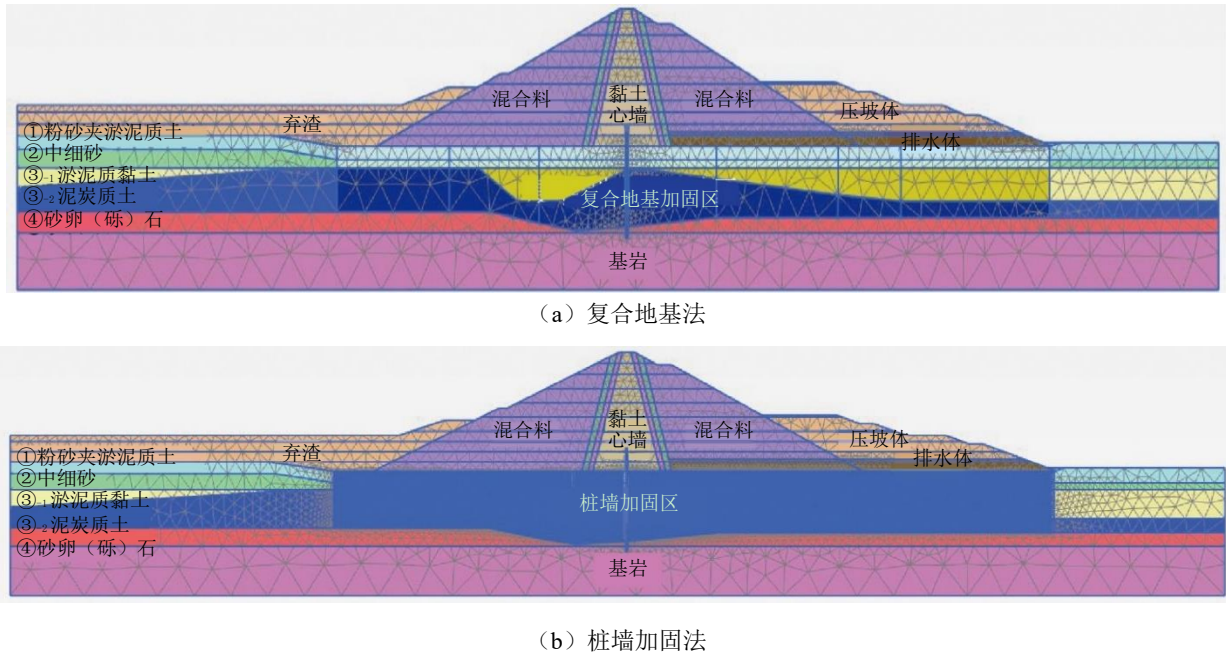 混合料
黏土
心墙
混合料
压坡体
弃渣
①粉砂夹淤泥质土
排水体
②中细砂
③-1淤泥质黏土
③-2泥炭质土
复合地基加固区
④砂卵（砾）石
基岩
（a）复合地基法
混合料
黏土
心墙
混合料
压坡体
弃渣
①粉砂夹淤泥质土
排水体
②中细砂
③-1淤泥质黏土
桩墙加固区
③-2泥炭质土
④砂卵（砾）石
基岩
（b）桩墙加固法